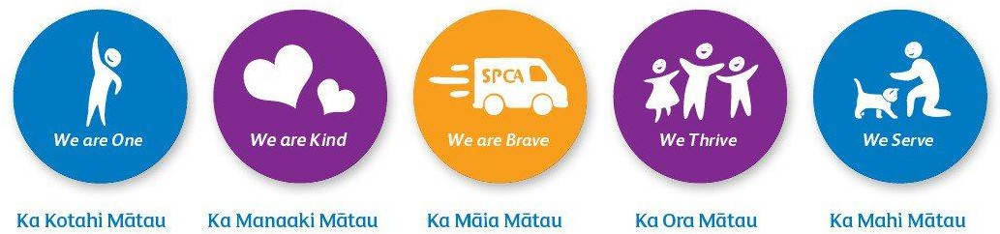 SPCA
We are One
We are Kind
We are Brave
We Thrive
We Serve
Ka Kotahi Mātau
Ka Manaaki Mātau
Ka Māia Mātau
Ka Ora Mātau
Ka Mahi Mātau